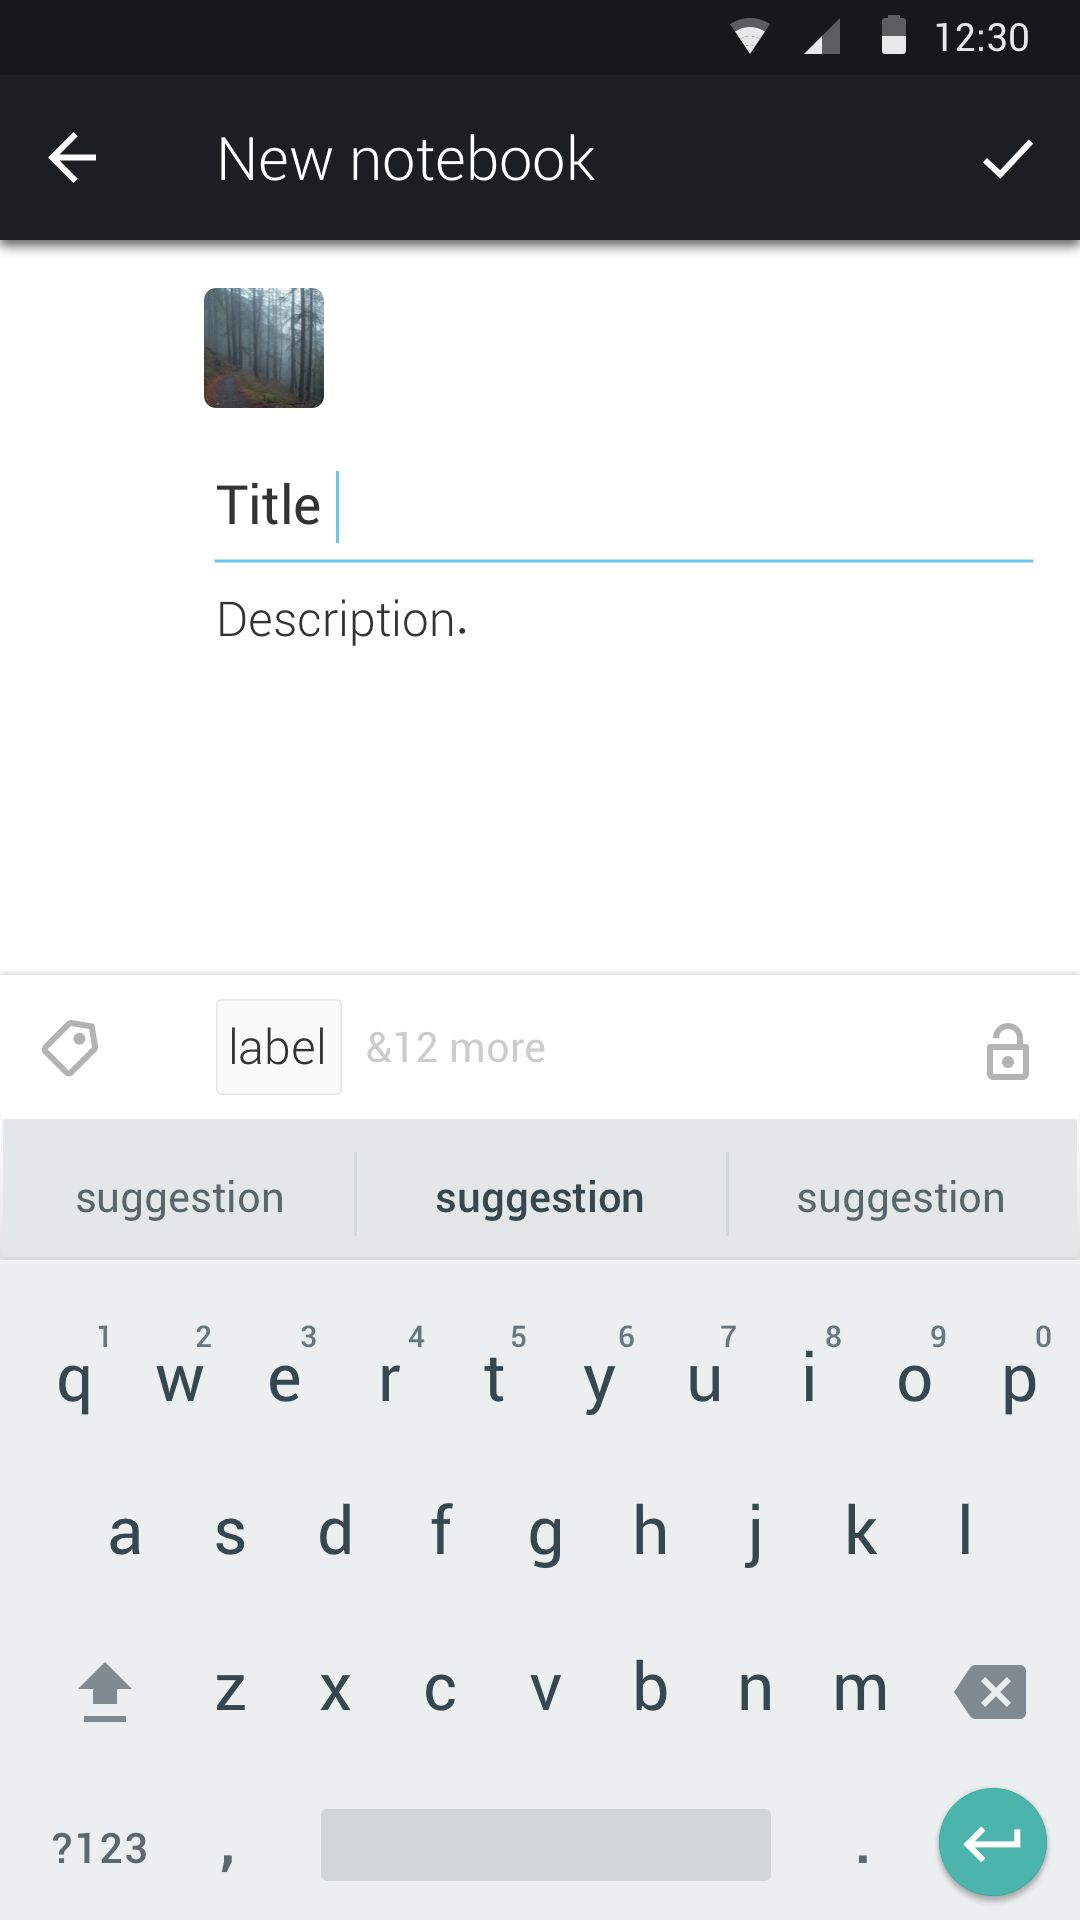 12:30
New notebook
Title
Description.
label &12 more
suggestion suggestion suggestion
1 2 3 4 5 6 7 8 9 0
q w e r t y u i o p
a s d f g h j k l
z x c v b n m
?123 , .